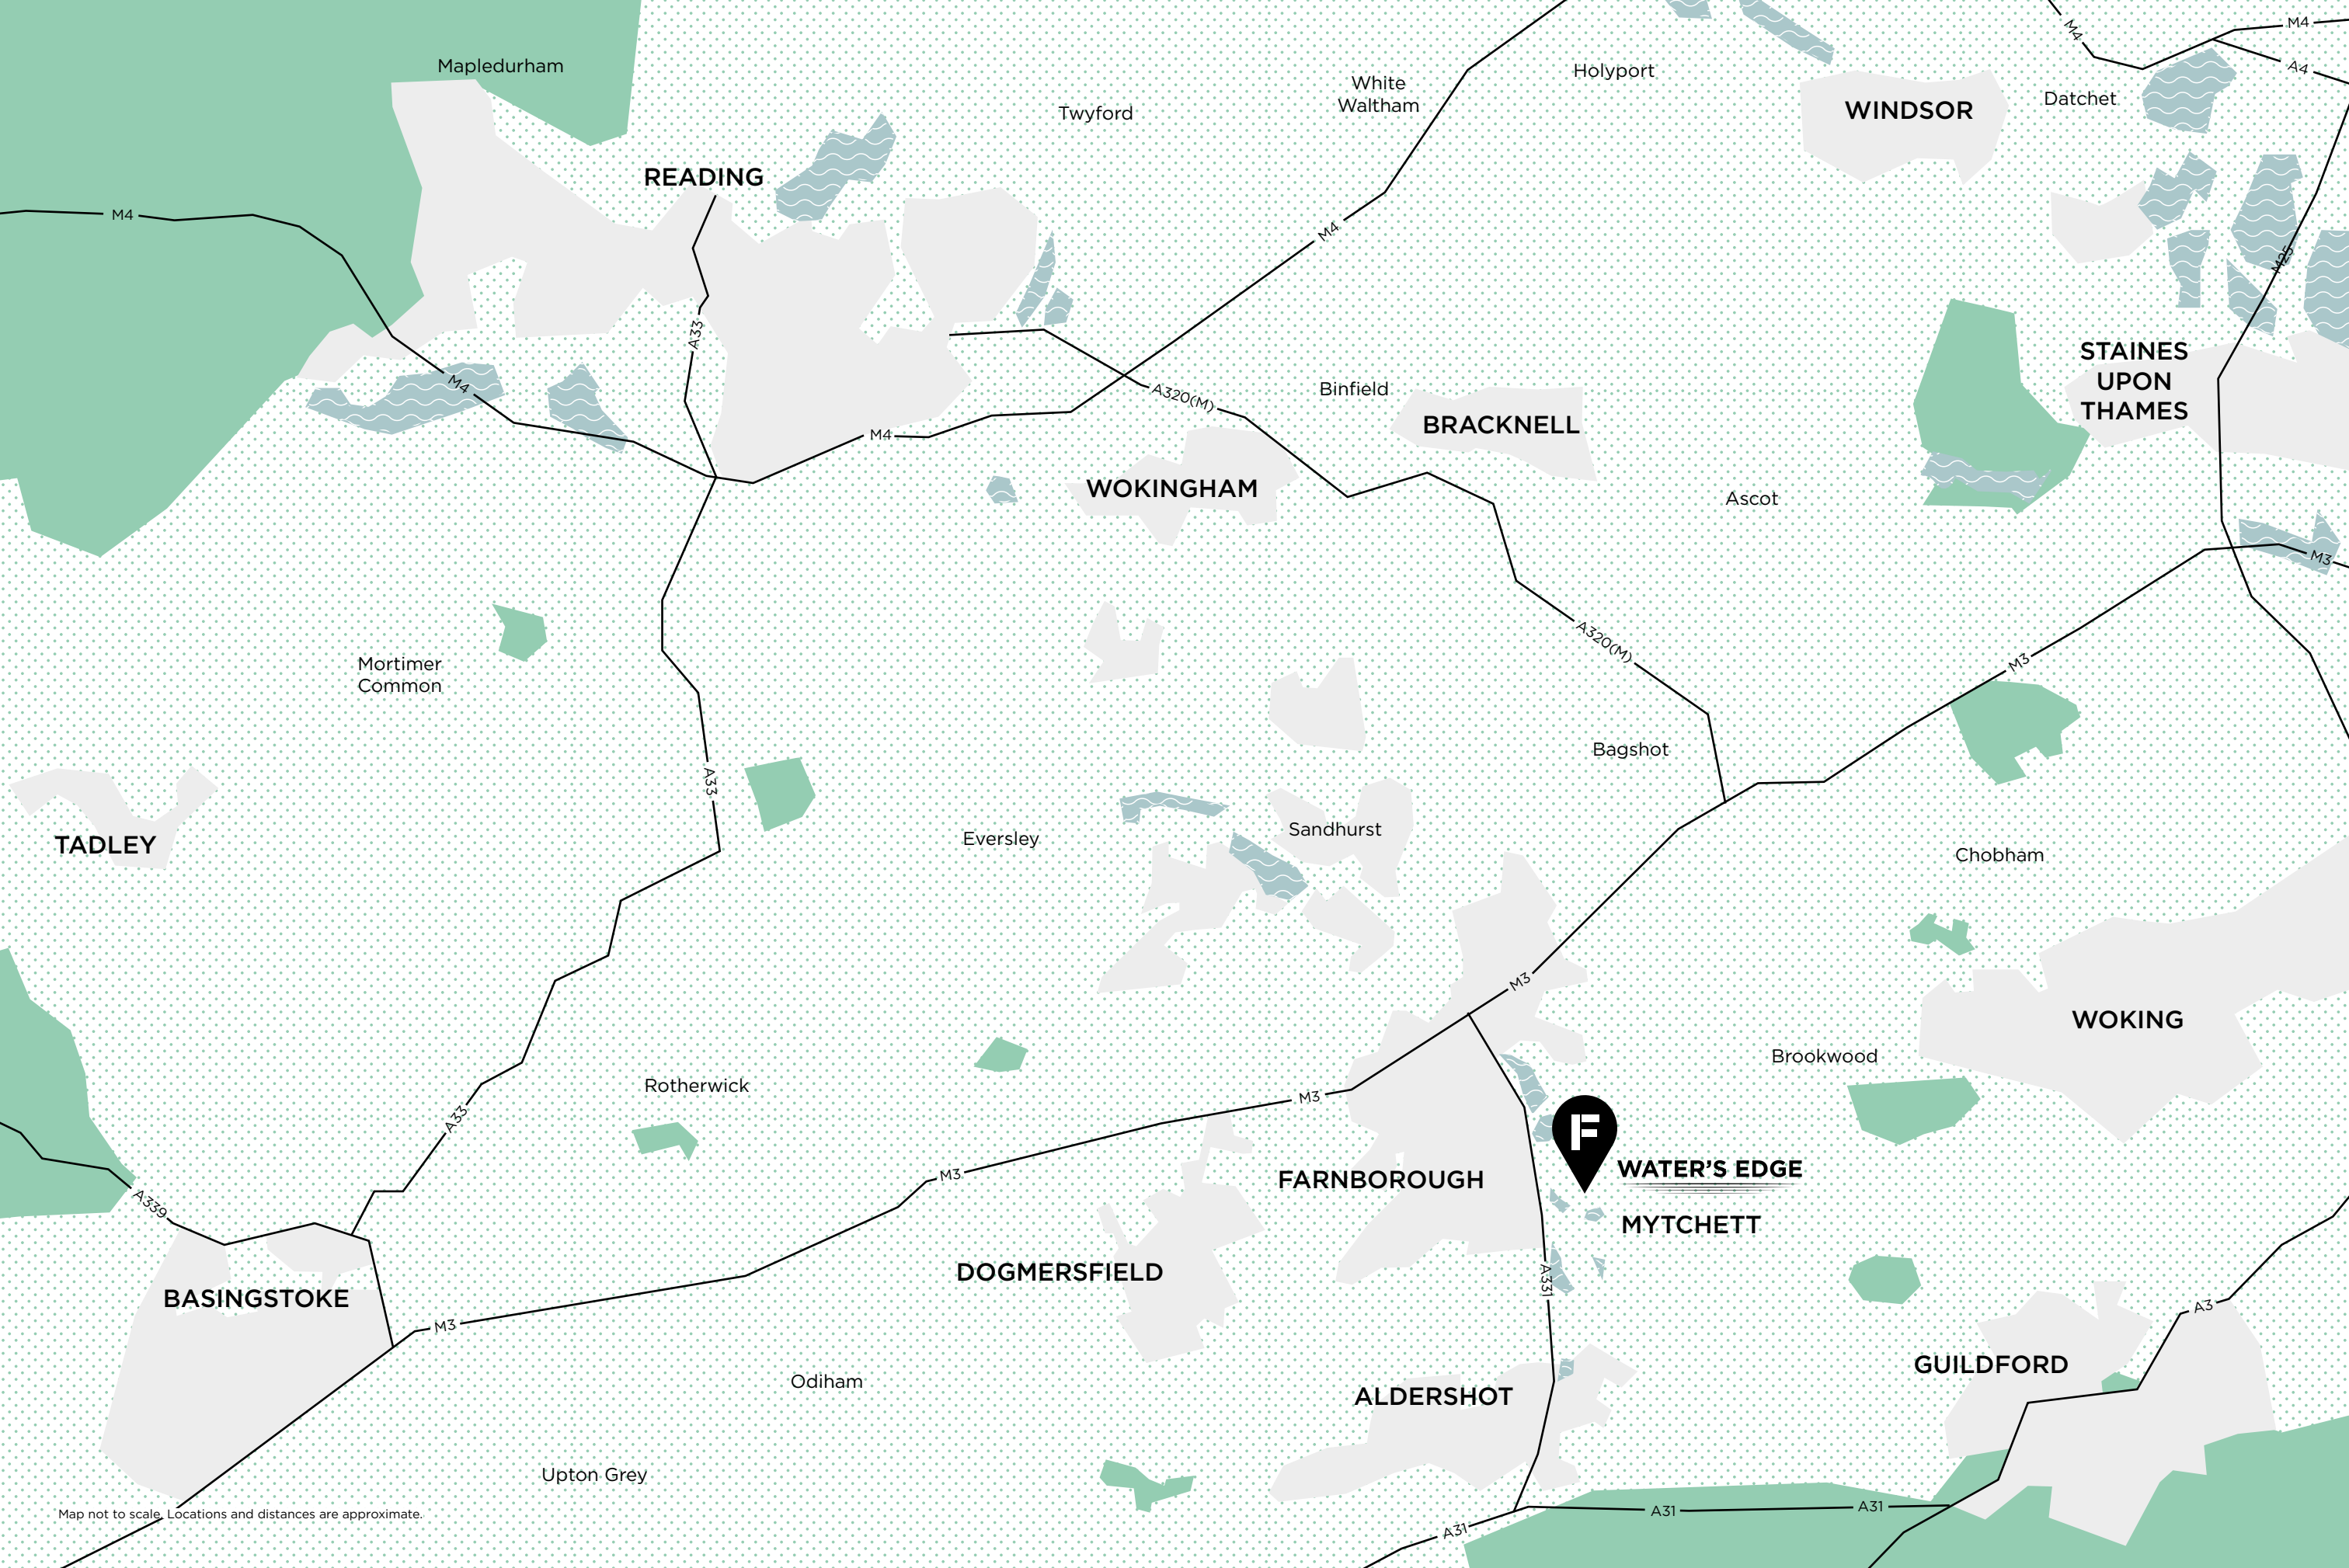 M4
M4
A4
Mapledurham
Holyport
White
Waltham
Datchet
WINDSOR
Twyford
READING
M4
M4
M25
A33
STAINES
UPON
THAMES
M4
Binfield
A320(M)
BRACKNELL
M4
WOKINGHAM
Ascot
M3
A320(M)
Mortimer
Common
M3
Bagshot
A33
Sandhurst
Eversley
TADLEY
Chobham
M3
WOKING
Brookwood
Rotherwick
M3
A33
F
WATER'S EDGE
M3
FARNBOROUGH
A339
MYTCHETT
DOGMERSFIELD
A331
BASINGSTOKE
A3
M3
GUILDFORD
Odiham
ALDERSHOT
Upton Grey
A31
A31
Map not to scale. Locations and distances are approximate.
A31